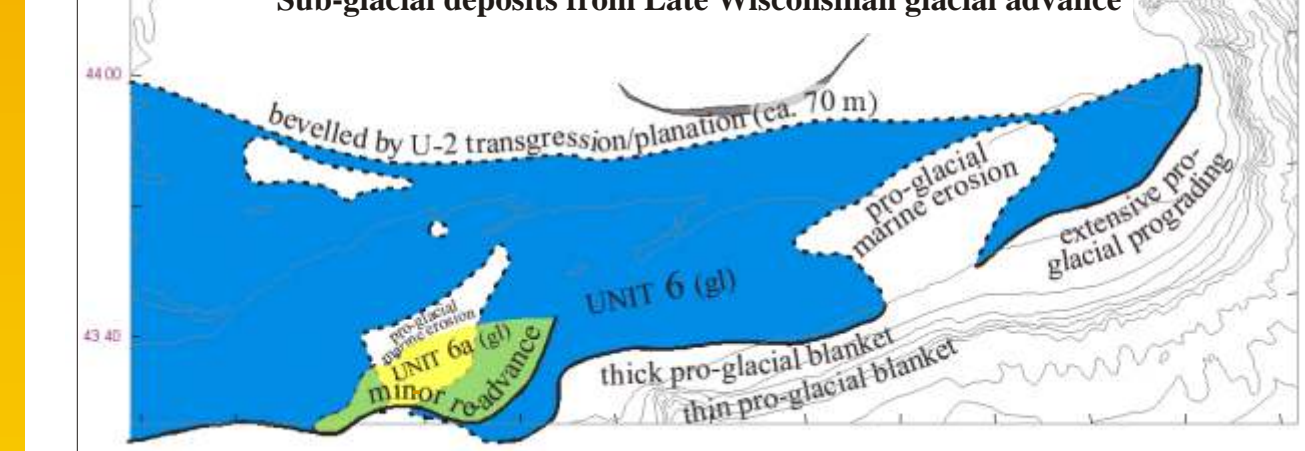 Sub-glacial deposits from Late Wisconsinan glacial advance
44 00
bevelled by U-2 transgression/planation (ca. 70 m)
pro-glacial
marine erosion
extensive pro-
glacial prograding
UNIT 6 (gl)
pro-glacial
marine erosion
43 40
UNIT 6a (gl)
minor re-advance
thick pro-glacial blanket
thin pro-glacial blanket